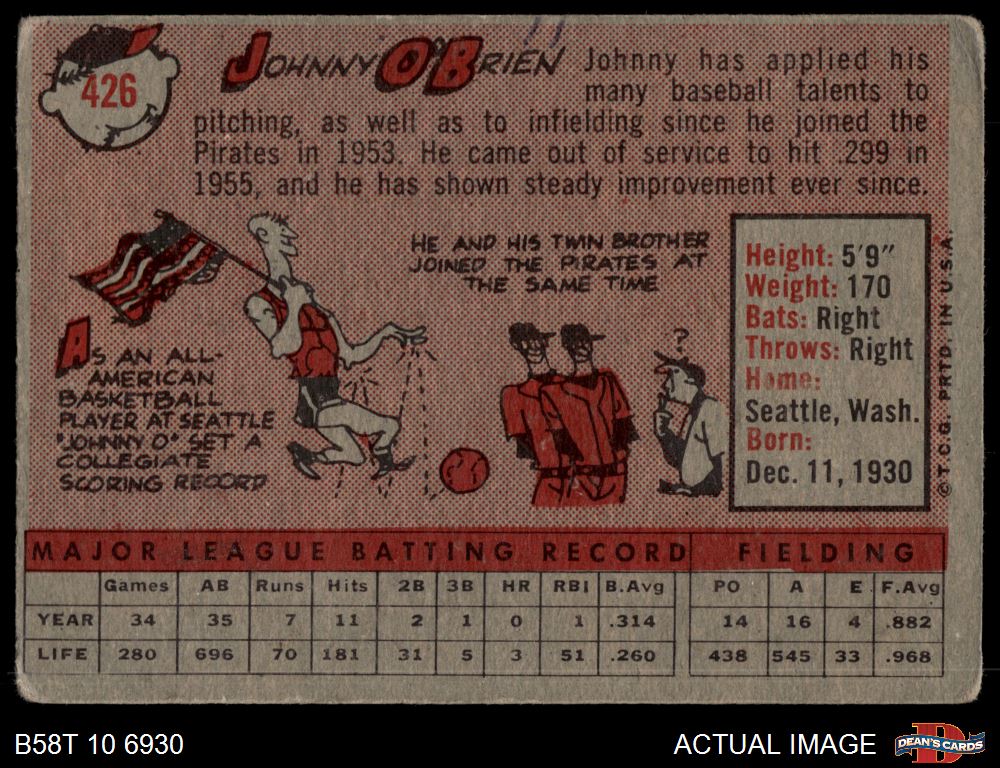 426
JOHNNY O'BRIEN
Johnny has applied his
many baseball talents to
pitching, as well as to infielding since he joined the
Pirates in 1953. He came out of service to hit .299 in
1955, and he has shown steady improvement ever since.
HE AND HIS TWIN BROTHER
JOINED THE PIRATES AT
THE SAME TIME
AS AN ALL-
AMERICAN
BASKETBALL
PLAYER AT SEATTLE
"JOHNNY O" SET A
COLLEGIATE
SCORING RECORD
?
Height: 5'9"
Weight: 170
Bats: Right
Throws: Right
Home:
Seattle, Wash.
Born:
Dec. 11, 1930
© T.C.G. PRTD. IN U.S.A.
MAJOR LEAGUE BATTING RECORD FIELDING
Games AB Runs Hits 2B 3B HR RBI B.Avg PO A E F.Avg
YEAR 34 35 7 11 2 1 0 1 .314 14 16 4 .882
LIFE 280 696 70 181 31 5 3 51 .260 438 545 33 .968
B58T 10 6930
ACTUAL IMAGE
DEAN'S CARDS